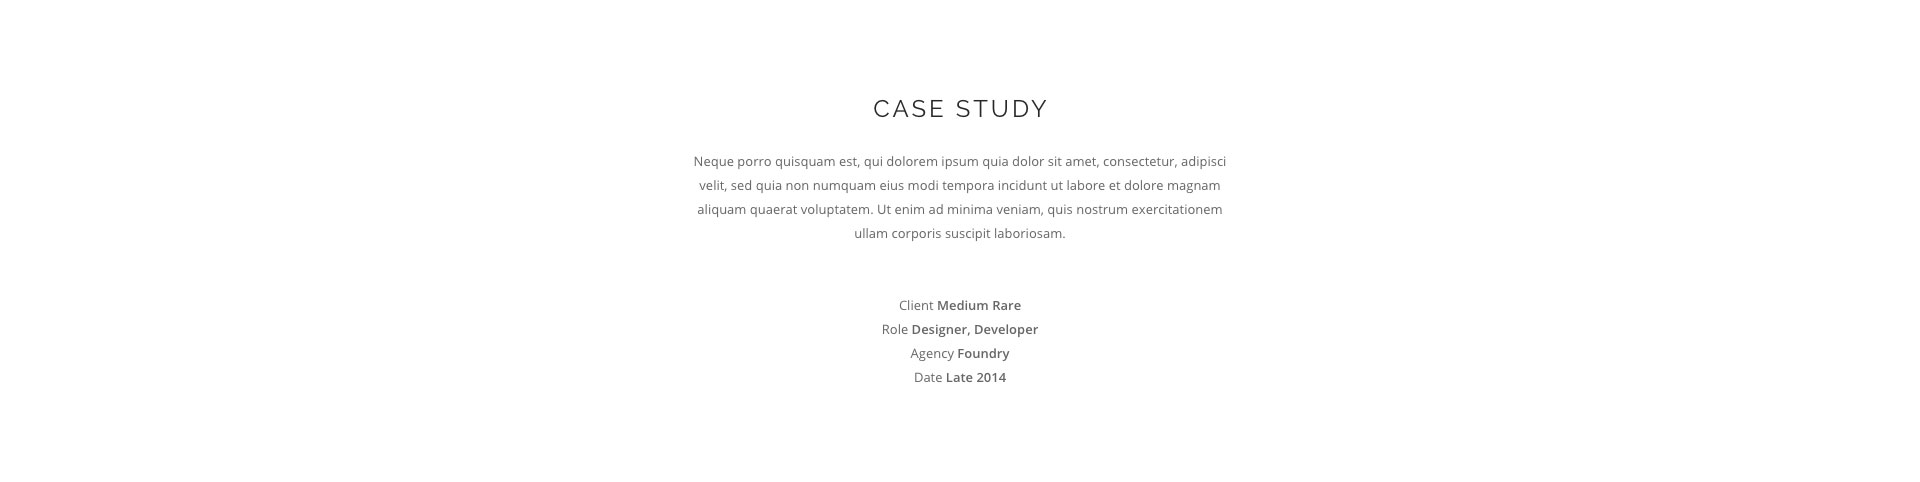 CASE STUDY
Neque porro quisquam est, qui dolorem ipsum quia dolor sit amet, consectetur, adipisci
velit, sed quia non numquam eius modi tempora incidunt ut labore et dolore magnam
aliquam quaerat voluptatem. Ut enim ad minima veniam, quis nostrum exercitationem
ullam corporis suscipit laboriosam.
Client Medium Rare
Role Designer, Developer
Agency Foundry
Date Late 2014